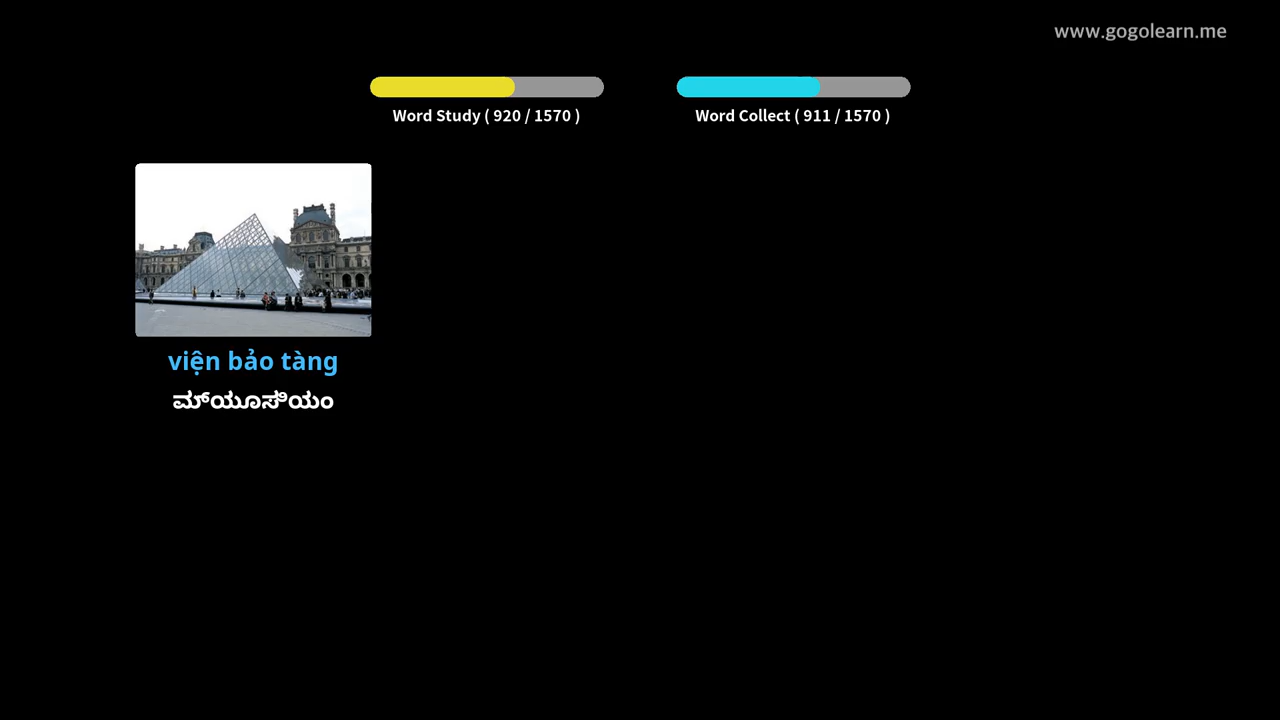 www.gogolearn.me
Word Study ( 920 / 1570 )
Word Collect ( 911 / 1570 )
viện bảo tàng
ಮ್ಯೂಸಿಯಂ